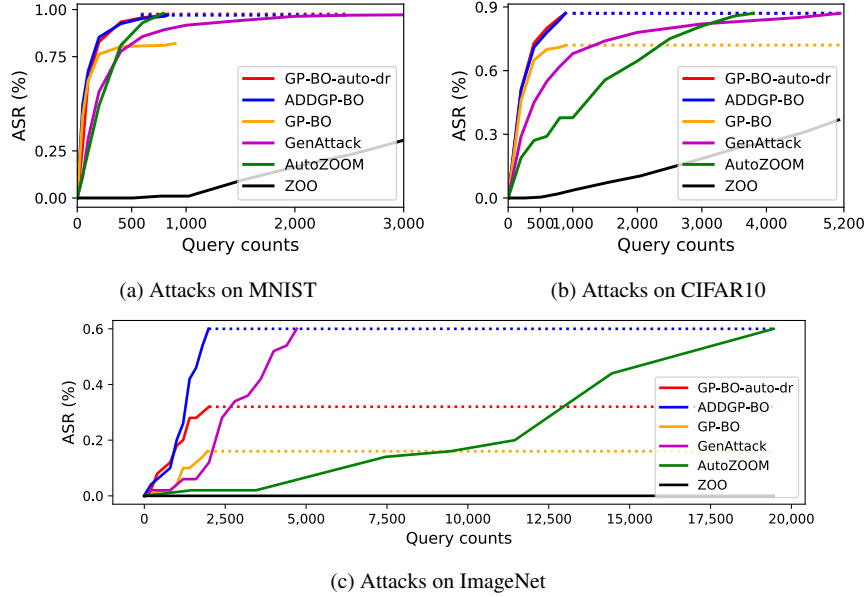 1.00
0.75
0.25
0.00
ASR (%)
0
500
1,000
2,000
3,000
Query counts
GP-BO-auto-dr
ADDGP-BO
GP-BO
GenAttack
AutoZOOM
ZOO
(a) Attacks on MNIST
0.9
0.6
0.3
0.0
ASR (%)
0
500
1,000
2,000
3,000
4,000
5,200
Query counts
GP-BO-auto-dr
ADDGP-BO
GP-BO
GenAttack
AutoZOOM
ZOO
(b) Attacks on CIFAR10
0.6
0.4
0.2
0.0
ASR (%)
0
2,500
5,000
7,500
10,000
12,500
15,000
17,500
20,000
Query counts
GP-BO-auto-dr
ADDGP-BO
GP-BO
GenAttack
AutoZOOM
ZOO
(c) Attacks on ImageNet